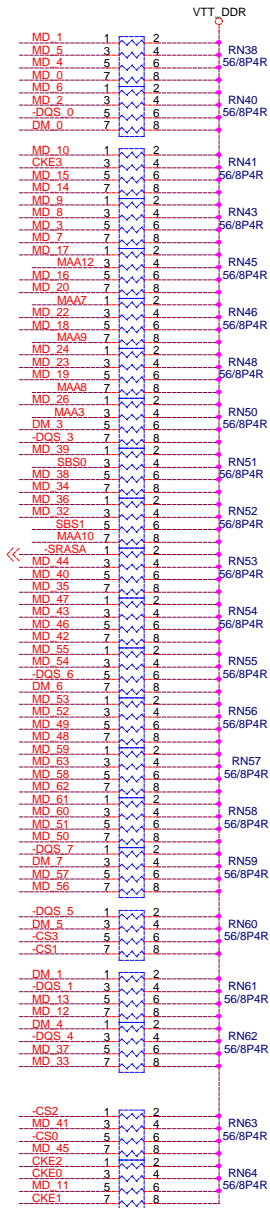 VTT_DDR
MD_1 1 2
MD_5 3 4 RN38
MD_4 5 6 56/8P4R
MD_0 7 8
MD_6 1 2
MD_2 3 4 RN40
-DQS_0 5 6 56/8P4R
DM_0 7 8
MD_10 1 2
CKE3 3 4 RN41
MD_15 5 6 56/8P4R
MD_14 7 8
MD_9 1 2
MD_8 3 4 RN43
MD_3 5 6 56/8P4R
MD_7 7 8
MD_17 1 2
MAA12 3 4 RN45
MD_16 5 6 56/8P4R
MD_20 7 8
MAA7 1 2
MD_22 3 4 RN46
MD_18 5 6 56/8P4R
MAA9 7 8
MD_24 1 2
MD_23 3 4 RN48
MD_19 5 6 56/8P4R
MAA8 7 8
MD_26 1 2
MAA3 3 4 RN50
DM_3 5 6 56/8P4R
-DQS_3 7 8
MD_39 1 2
SBS0 3 4 RN51
MD_38 5 6 56/8P4R
MD_34 7 8
MD_36 1 2
MD_32 3 4 RN52
SBS1 5 6 56/8P4R
MAA10 7 8
-SRASA 1 2
MD_44 3 4 RN53
MD_40 5 6 56/8P4R
MD_35 7 8
MD_47 1 2
MD_43 3 4 RN54
MD_46 5 6 56/8P4R
MD_42 7 8
MD_55 1 2
MD_54 3 4 RN55
-DQS_6 5 6 56/8P4R
DM_6 7 8
MD_53 1 2
MD_52 3 4 RN56
MD_49 5 6 56/8P4R
MD_48 7 8
MD_59 1 2
MD_63 3 4 RN57
MD_58 5 6 56/8P4R
MD_62 7 8
MD_61 1 2
MD_60 3 4 RN58
MD_51 5 6 56/8P4R
MD_50 7 8
-DQS_7 1 2
DM_7 3 4 RN59
MD_57 5 6 56/8P4R
MD_56 7 8
-DQS_5 1 2
DM_5 3 4 RN60
-CS3 5 6 56/8P4R
-CS1 7 8
DM_1 1 2
-DQS_1 3 4 RN61
MD_13 5 6 56/8P4R
MD_12 7 8
DM_4 1 2
-DQS_4 3 4 RN62
MD_37 5 6 56/8P4R
MD_33 7 8
-CS2 1 2
MD_41 3 4 RN63
-CS0 5 6 56/8P4R
MD_45 7 8
CKE2 1 2
CKE0 3 4 RN64
MD_11 5 6 56/8P4R
CKE1 7 8